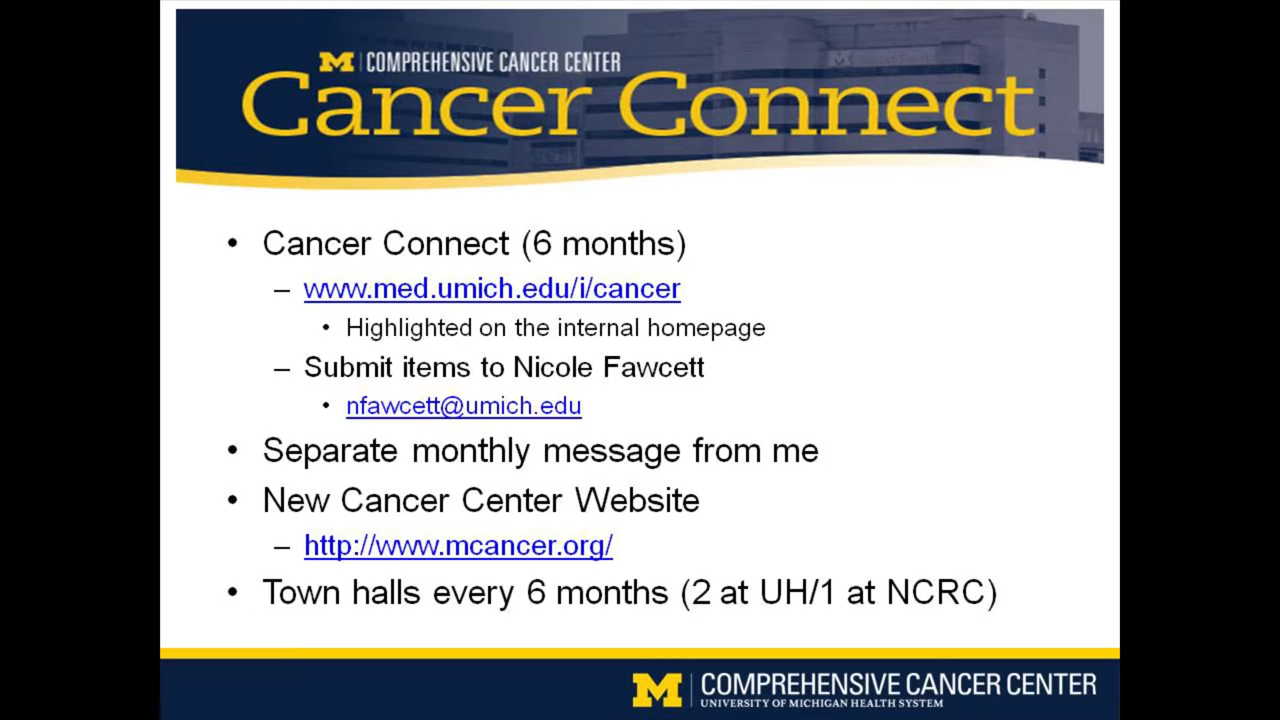 M | COMPREHENSIVE CANCER CENTER
Cancer Connect
• Cancer Connect (6 months)
– www.med.umich.edu/i/cancer
• Highlighted on the internal homepage
– Submit items to Nicole Fawcett
• nfawcett@umich.edu
• Separate monthly message from me
• New Cancer Center Website
– http://www.mcancer.org/
• Town halls every 6 months (2 at UH/1 at NCRC)
M | COMPREHENSIVE CANCER CENTER
UNIVERSITY OF MICHIGAN HEALTH SYSTEM